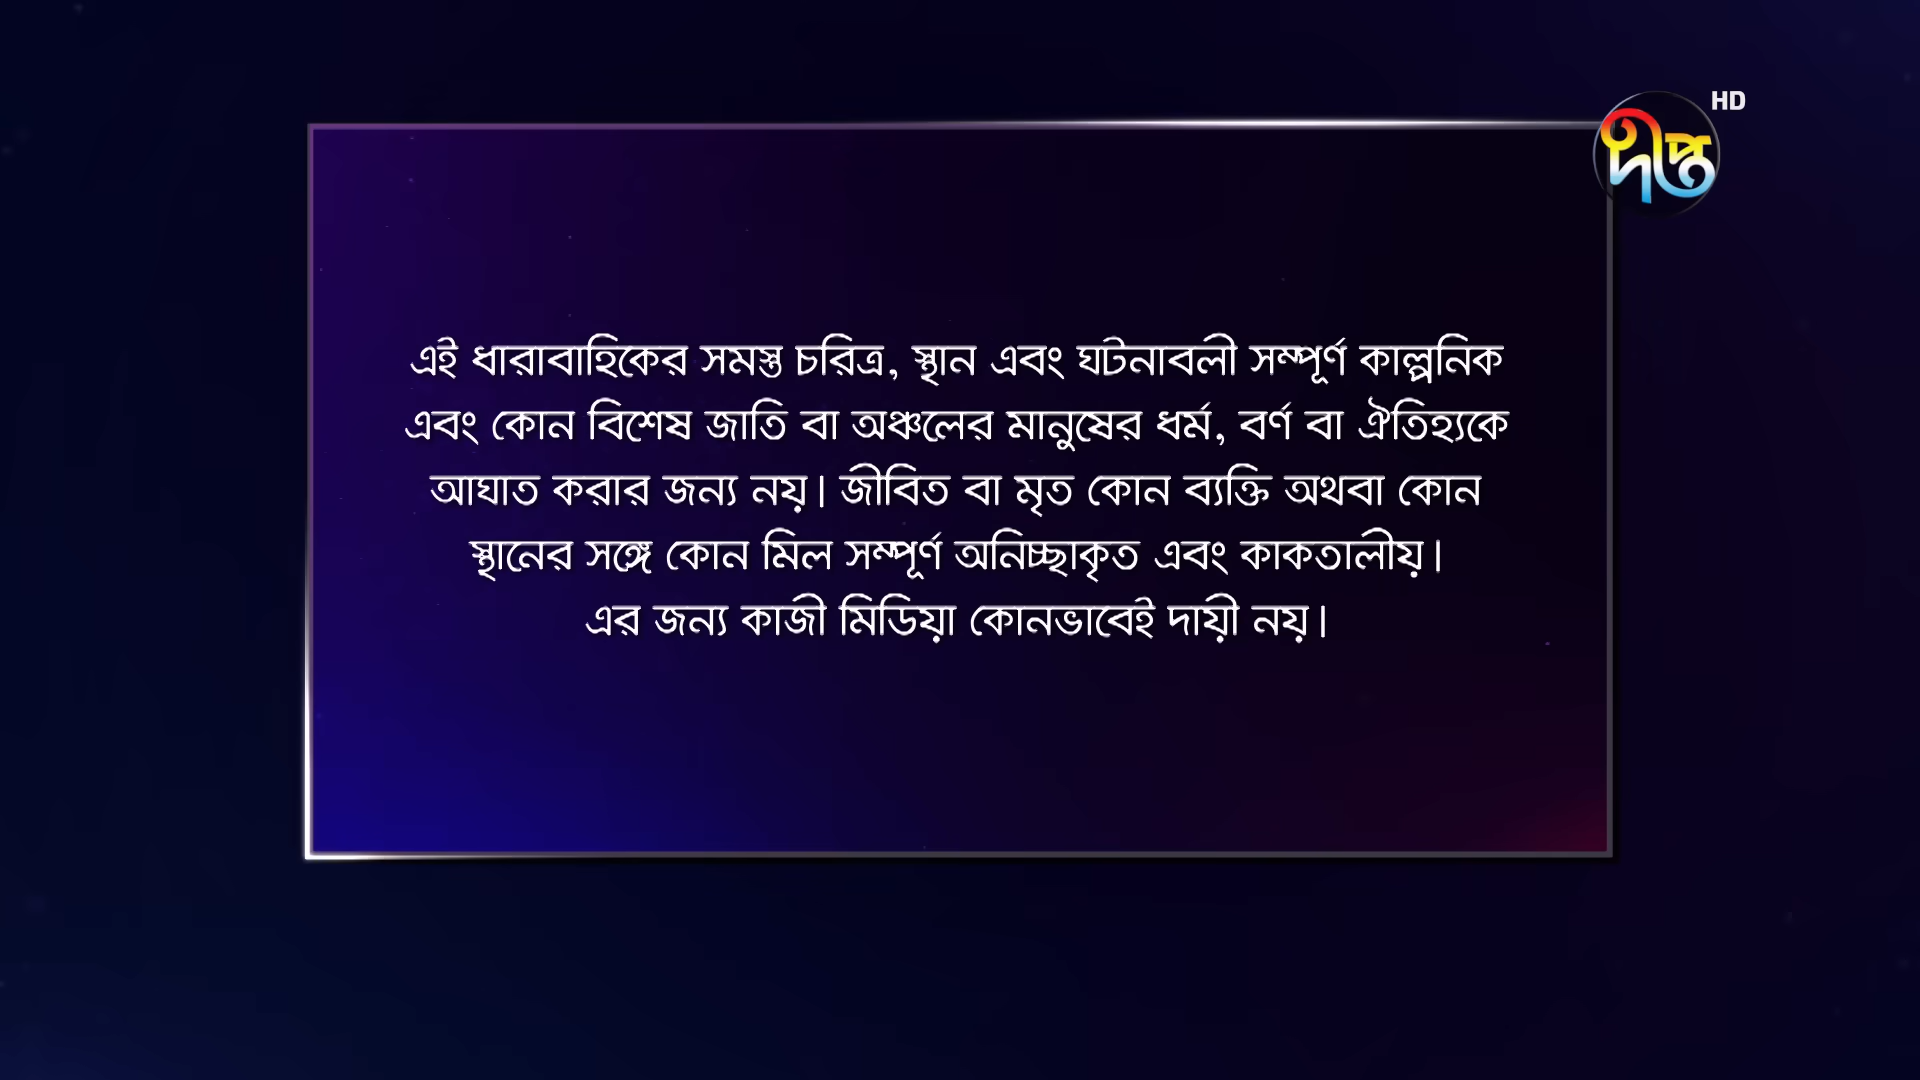 HD
দীপ্ত
এই ধারাবাহিকের সমস্ত চরিত্র, স্থান এবং ঘটনাবলী সম্পূর্ণ কাল্পনিক
এবং কোন বিশেষ জাতি বা অঞ্চলের মানুষের ধর্ম, বর্ণ বা ঐতিহ্যকে
আঘাত করার জন্য নয়। জীবিত বা মৃত কোন ব্যক্তি অথবা কোন
স্থানের সঙ্গে কোন মিল সম্পূর্ণ অনিচ্ছাকৃত এবং কাকতালীয়।
এর জন্য কাজী মিডিয়া কোনভাবেই দায়ী নয়।